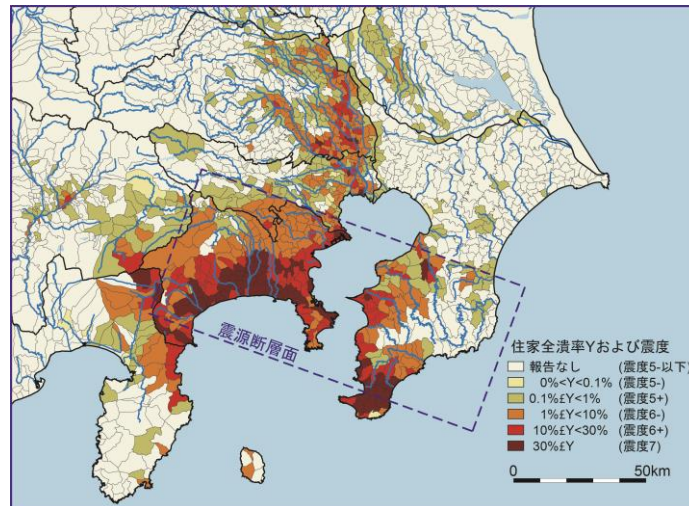 震源断層面
住家全潰率Yおよび震度
報告なし (震度5-以下)
0%<Y<0.1% (震度5-)
0.1%£Y<1% (震度5+)
1%£Y<10% (震度6-)
10%£Y<30% (震度6+)
30%£Y (震度7)
0 50km